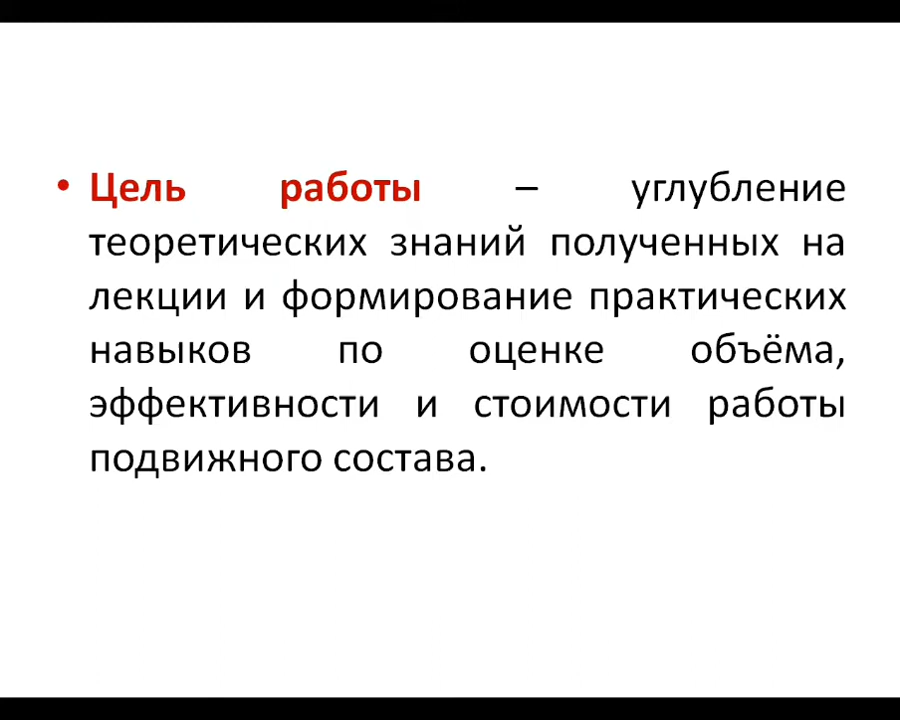 • Цель работы – углубление
теоретических знаний полученных на
лекции и формирование практических
навыков по оценке объёма,
эффективности и стоимости работы
подвижного состава.